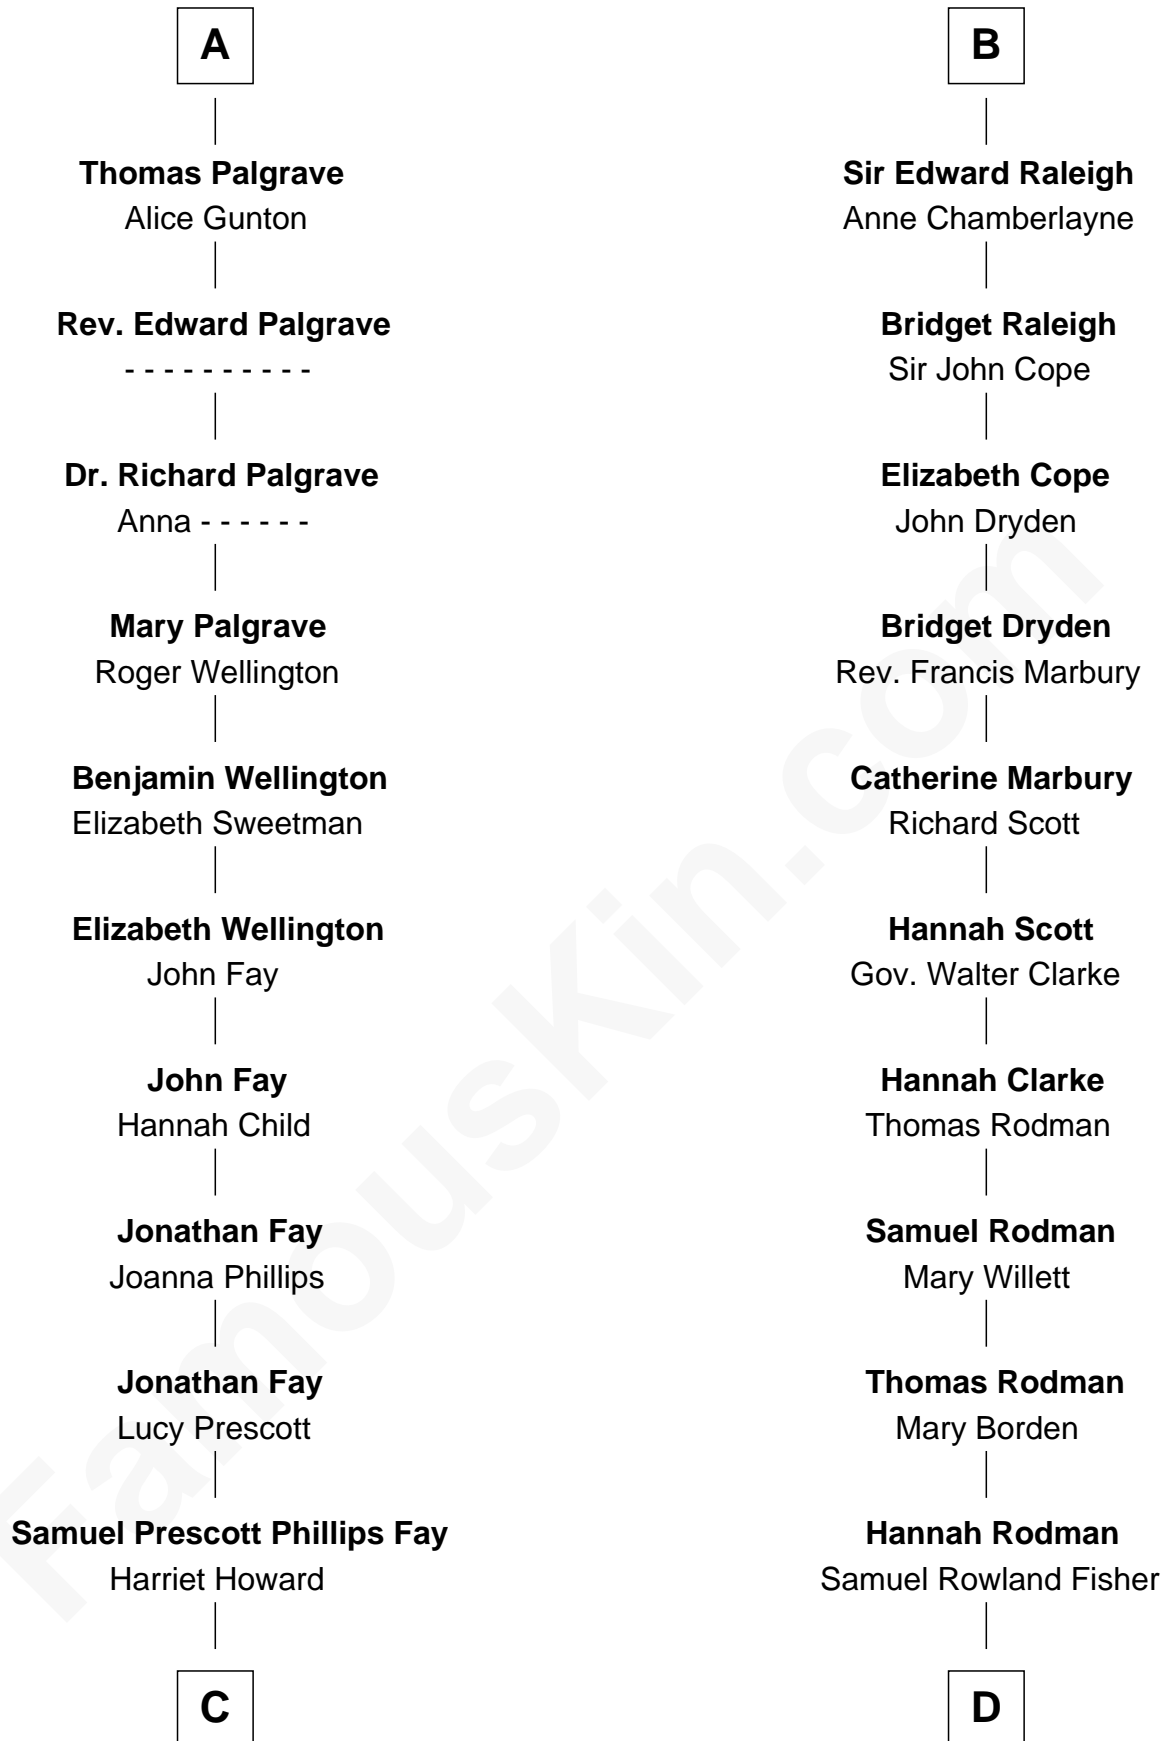 A
Thomas Palgrave
Alice Gunton
Rev. Edward Palgrave
- - - - - - - - - -
Dr. Richard Palgrave
Anna - - - - - -
Mary Palgrave
Roger Wellington
Benjamin Wellington
Elizabeth Sweetman
Elizabeth Wellington
John Fay
John Fay
Hannah Child
Jonathan Fay
Joanna Phillips
Jonathan Fay
Lucy Prescott
Samuel Prescott Phillips Fay
Harriet Howard
C
B
Sir Edward Raleigh
Anne Chamberlayne
Bridget Raleigh
Sir John Cope
Elizabeth Cope
John Dryden
Bridget Dryden
Rev. Francis Marbury
Catherine Marbury
Richard Scott
Hannah Scott
Gov. Walter Clarke
Hannah Clarke
Thomas Rodman
Samuel Rodman
Mary Willett
Thomas Rodman
Mary Borden
Hannah Rodman
Samuel Rowland Fisher
D
FamousKin.com